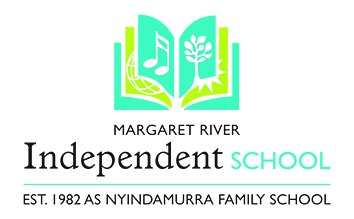 MARGARET RIVER
Independent SCHOOL
EST. 1982 AS NYINDAMURRA FAMILY SCHOOL